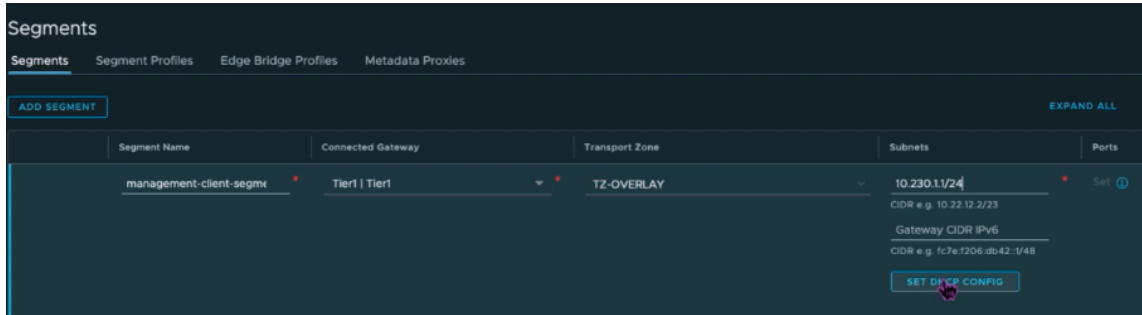 Segments
Segments Segment Profiles Edge Bridge Profiles Metadata Proxies
ADD SEGMENT EXPAND ALL
Segment Name Connected Gateway Transport Zone Subnets Ports
management-client-segme * Tier1 | Tier1 * TZ-OVERLAY 10.230.1.1/24 * Set
CIDR e.g. 10.22.12.2/23
Gateway CIDR IPv6
CIDR e.g. fc7e:f206:db42::1/48
SET DHCP CONFIG